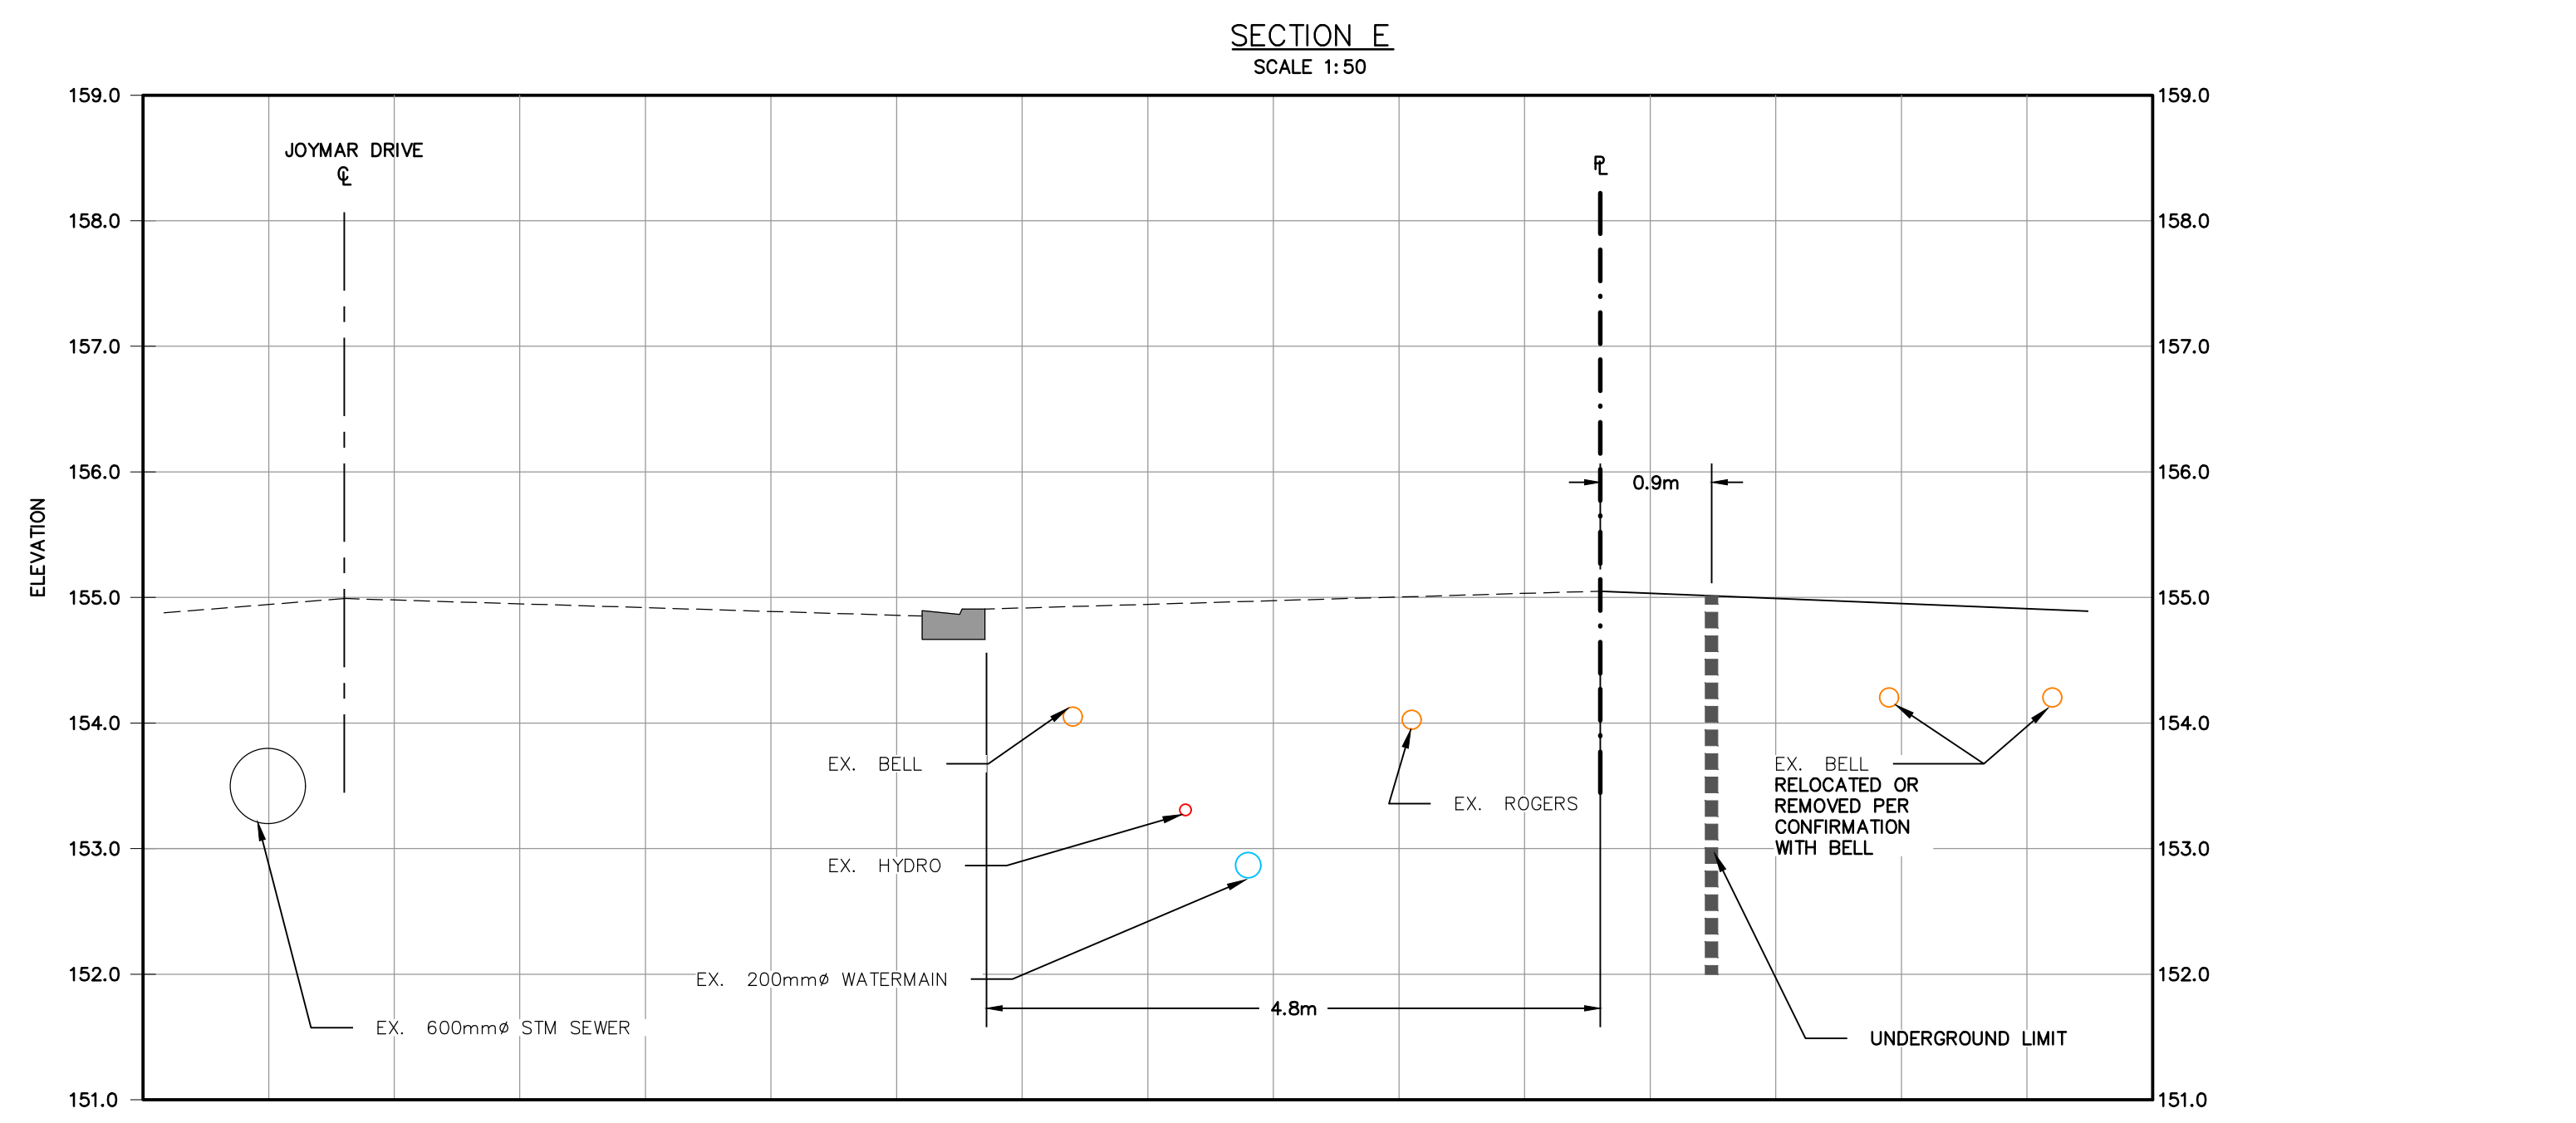 SECTION E
SCALE 1:50
159.0
159.0
JOYMAR DRIVE
℄
PL
158.0
158.0
157.0
157.0
156.0
156.0
0.9m
ELEVATION
155.0
155.0
154.0
154.0
EX. BELL
EX. BELL
RELOCATED OR
REMOVED PER
CONFIRMATION
WITH BELL
EX. ROGERS
153.0
153.0
EX. HYDRO
152.0
152.0
EX. 200mmø WATERMAIN
4.8m
EX. 600mmø STM SEWER
UNDERGROUND LIMIT
151.0
151.0